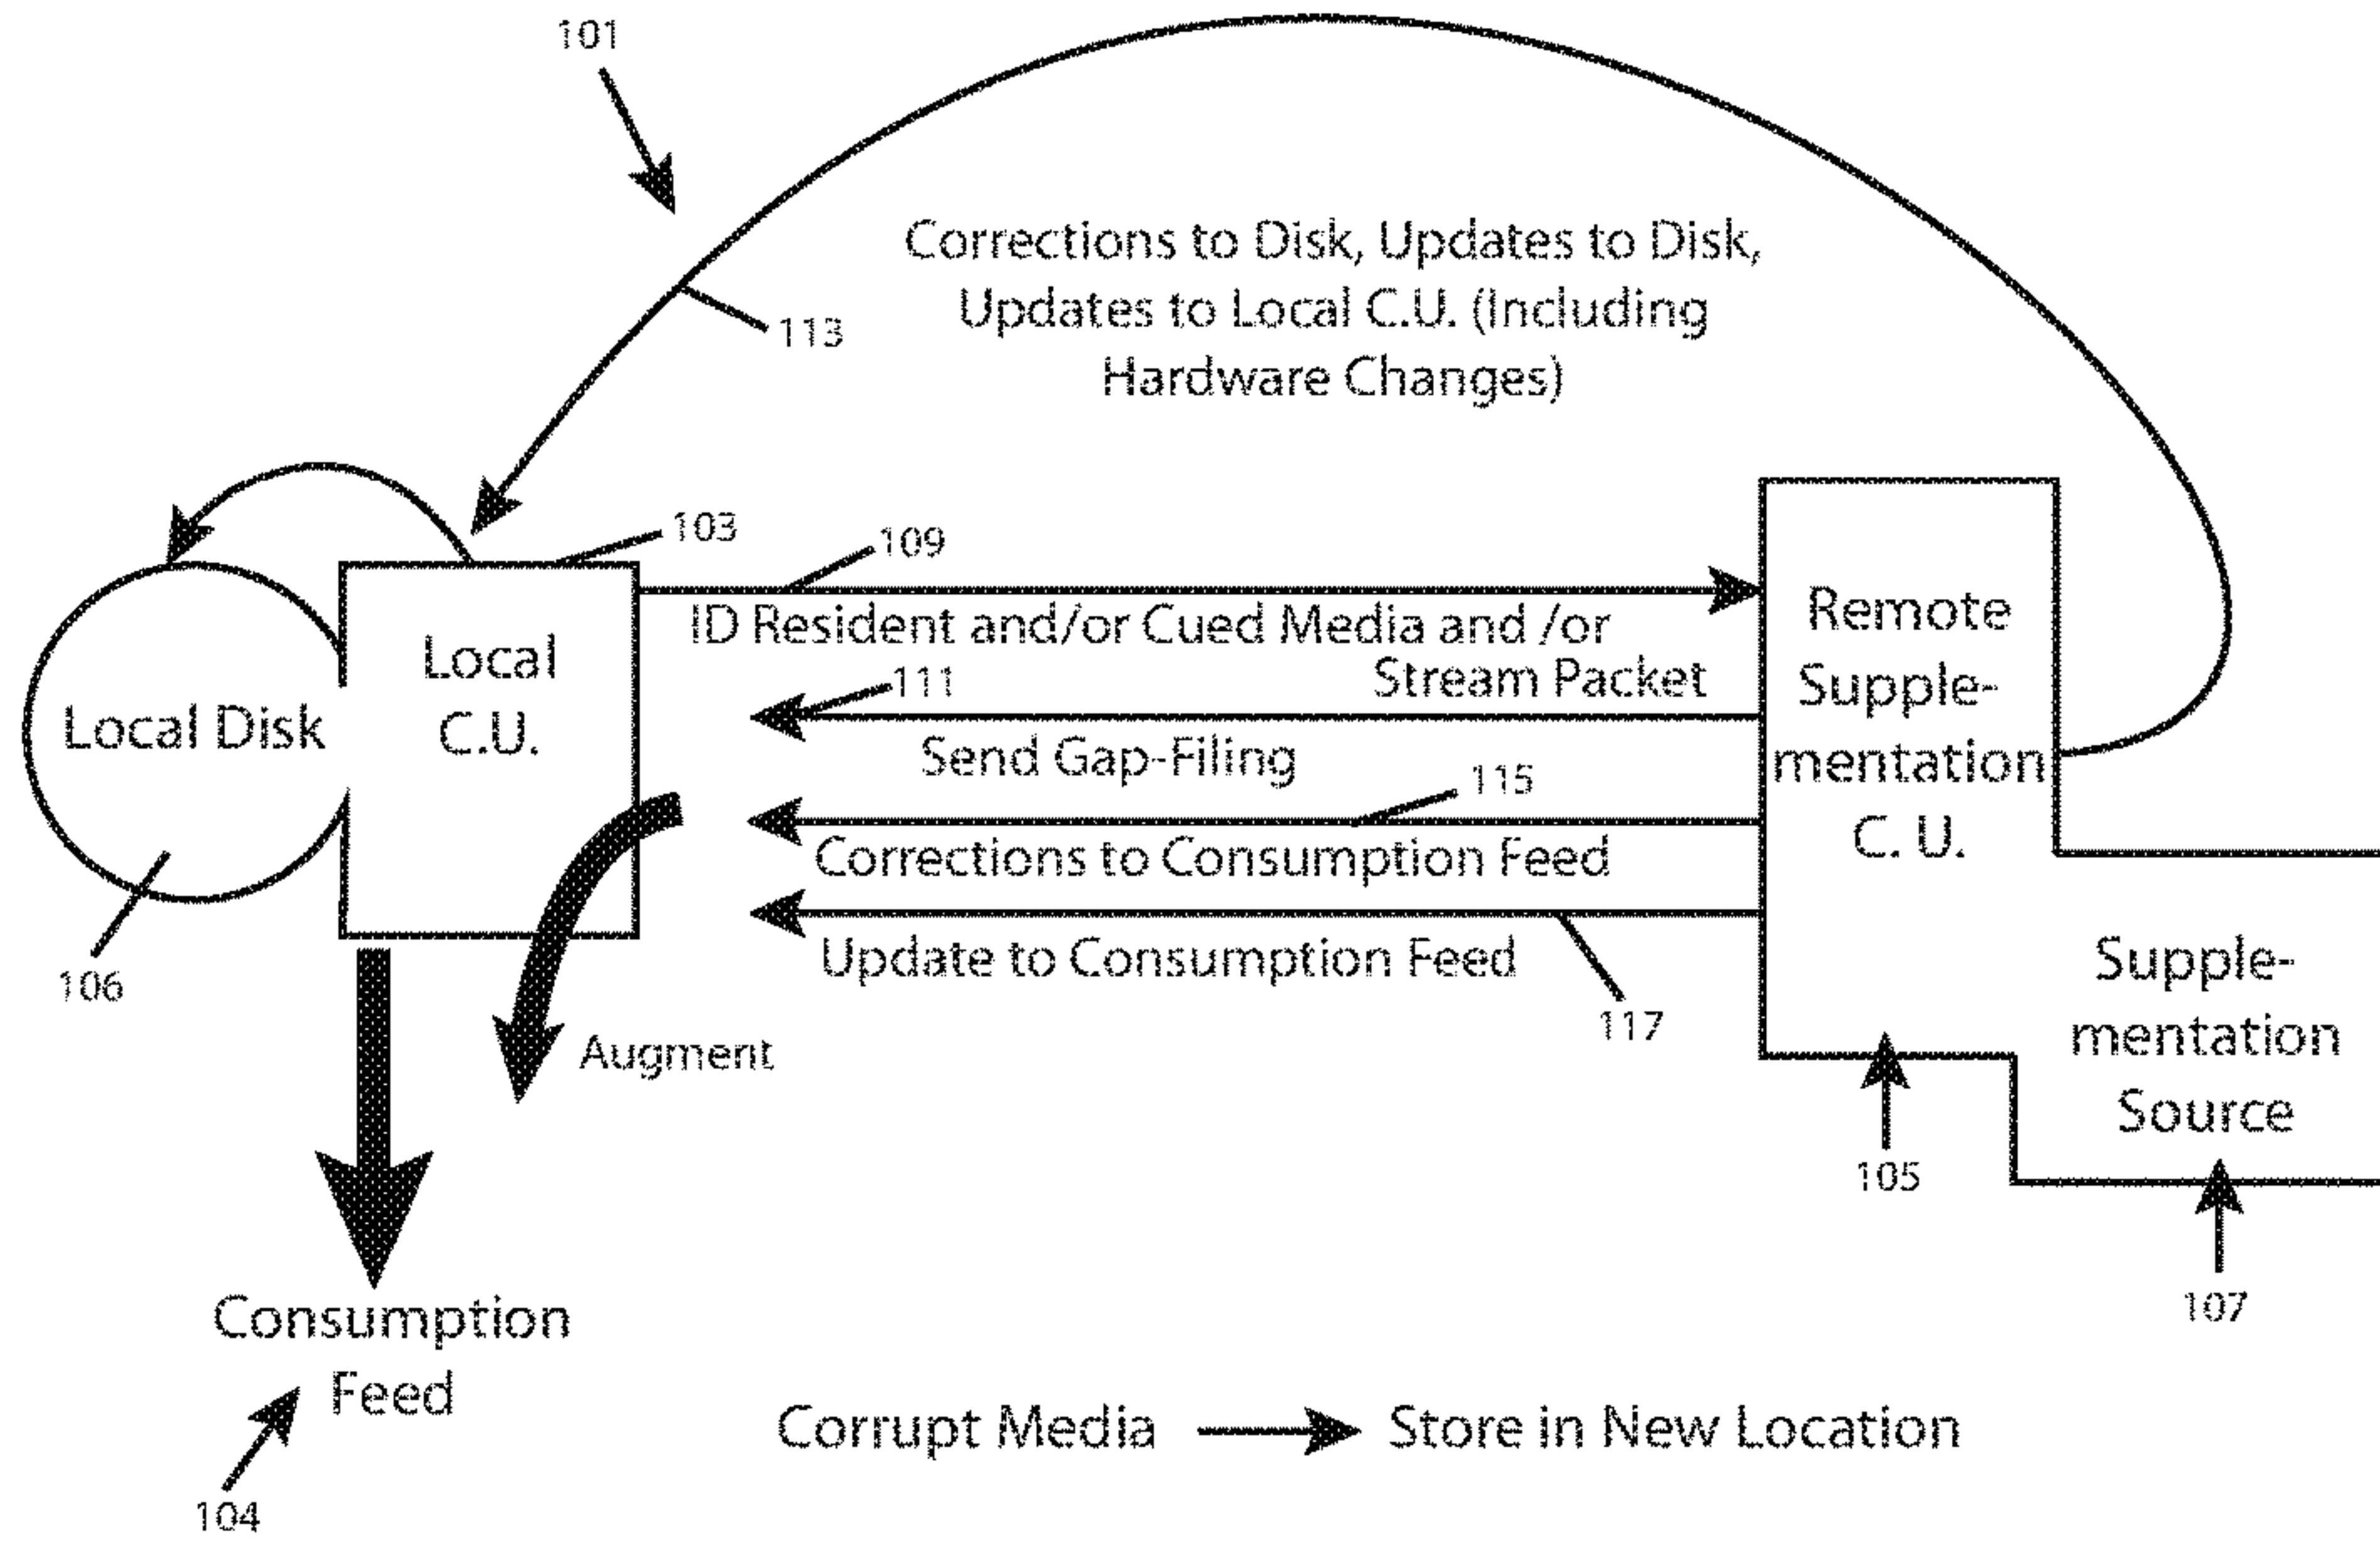 101
Corrections to Disk, Updates to Disk,
Updates to Local C.U. (Including
Hardware Changes)
113
103
109
ID Resident and/or Cued Media and /or
Stream Packet
111
Send Gap-Filing
115
Corrections to Consumption Feed
Update to Consumption Feed
117
Local Disk
Local
C.U.
106
Augment
Remote
Supple-
mentation
C. U.
105
Supple-
mentation
Source
107
Consumption
Feed
104
Corrupt Media
Store in New Location